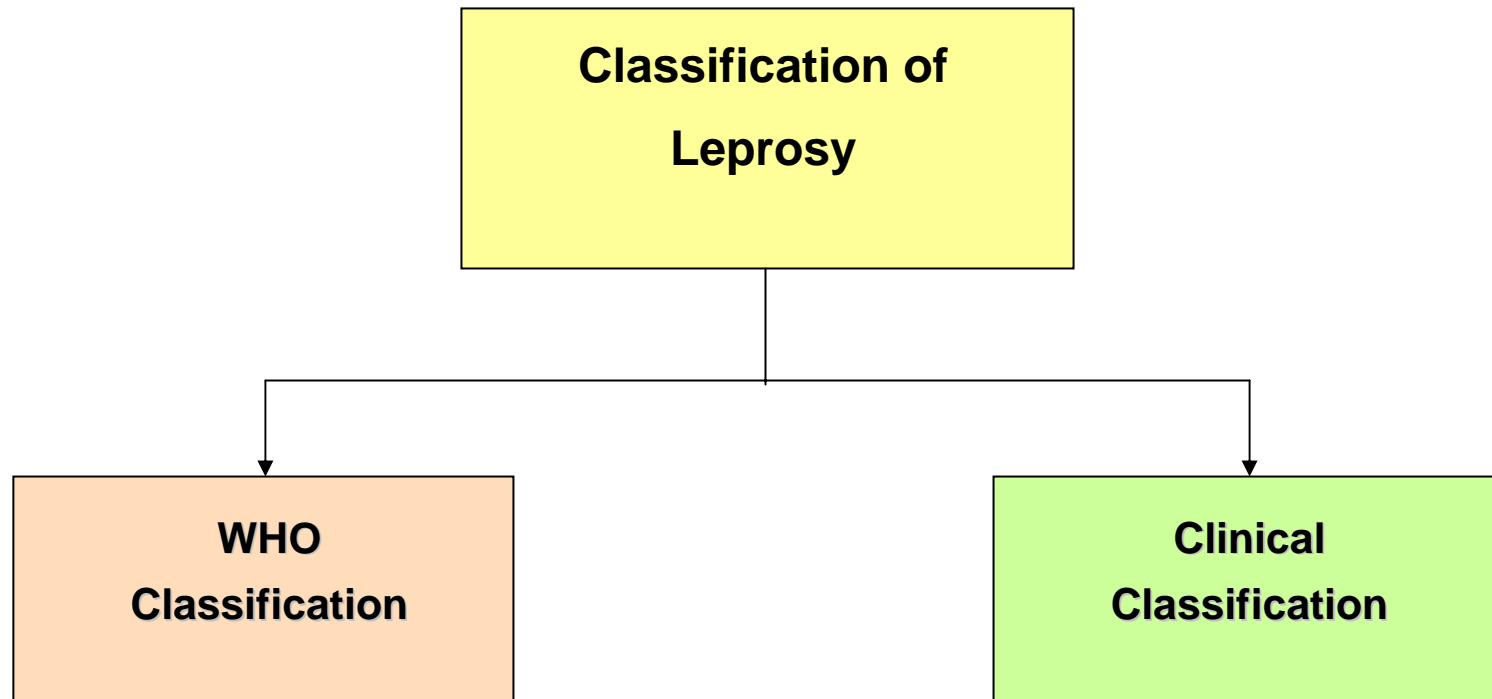 Classification of
Leprosy
WHO
Classification
Clinical
Classification